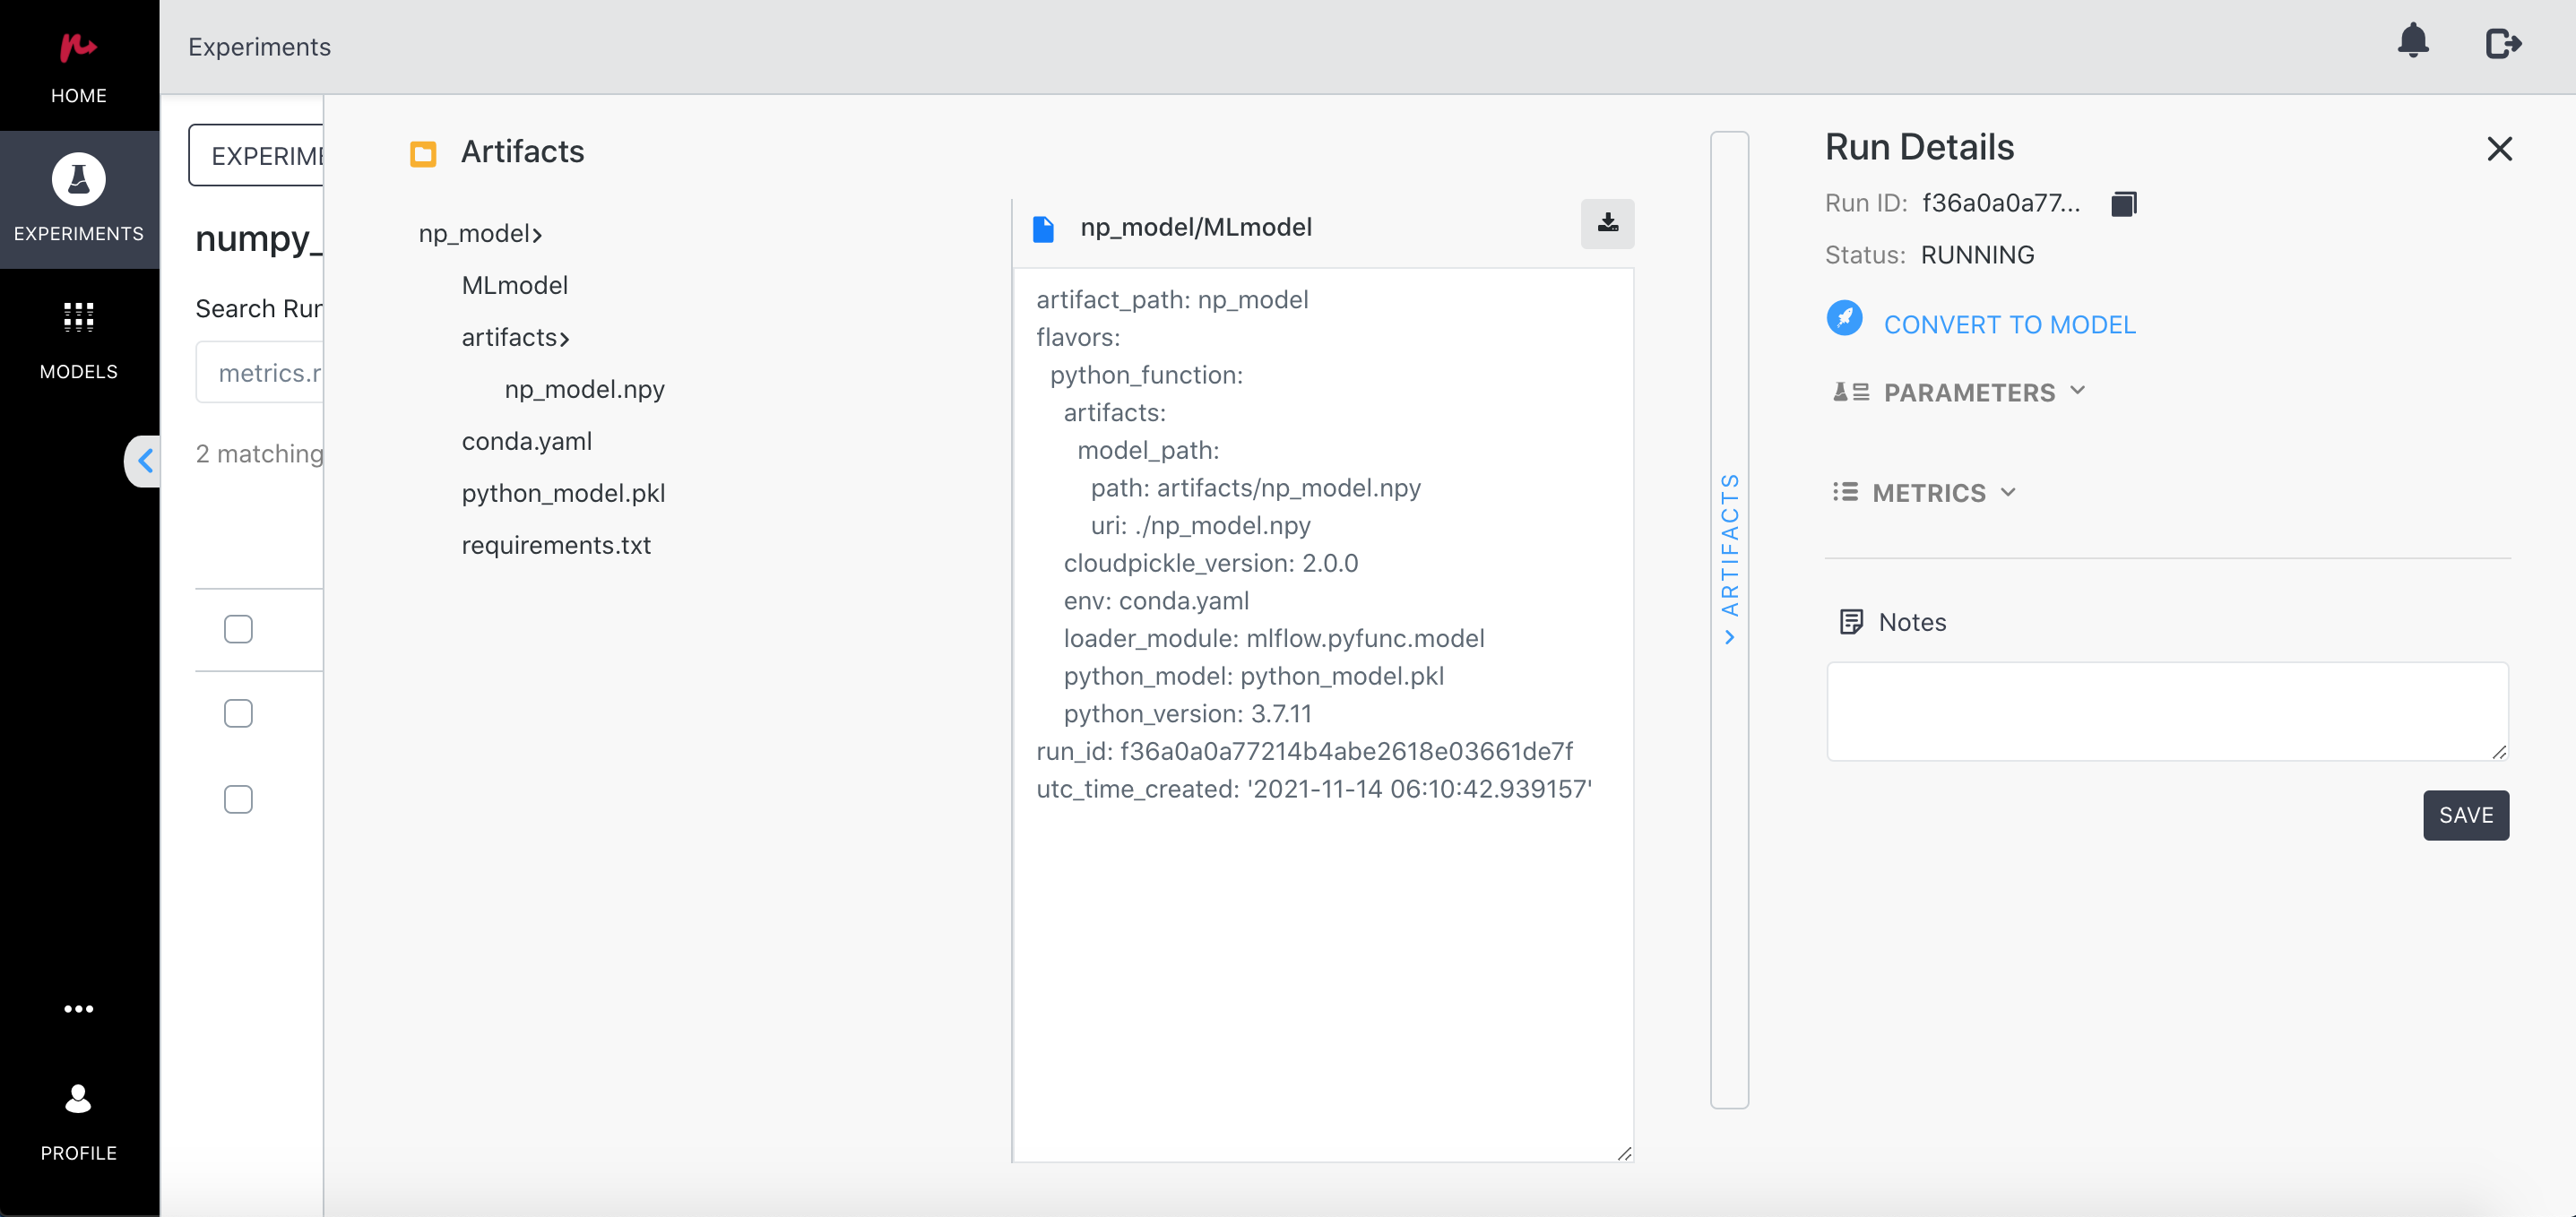 HOME
EXPERIMENTS
MODELS
PROFILE
Experiments
EXPERIME
numpy_
Search Rur
metrics.r
2 matching
Artifacts
np_model
MLmodel
artifacts
np_model.npy
conda.yaml
python_model.pkl
requirements.txt
np_model/MLmodel
artifact_path: np_model
flavors:
python_function:
artifacts:
model_path:
path: artifacts/np_model.npy
uri: ./np_model.npy
cloudpickle_version: 2.0.0
env: conda.yaml
loader_module: mlflow.pyfunc.model
python_model: python_model.pkl
python_version: 3.7.11
run_id: f36a0a0a77214b4abe2618e03661de7f
utc_time_created: '2021-11-14 06:10:42.939157'
ARTIFACTS
Run Details
Run ID: f36a0a0a77...
Status: RUNNING
CONVERT TO MODEL
PARAMETERS
METRICS
Notes
SAVE